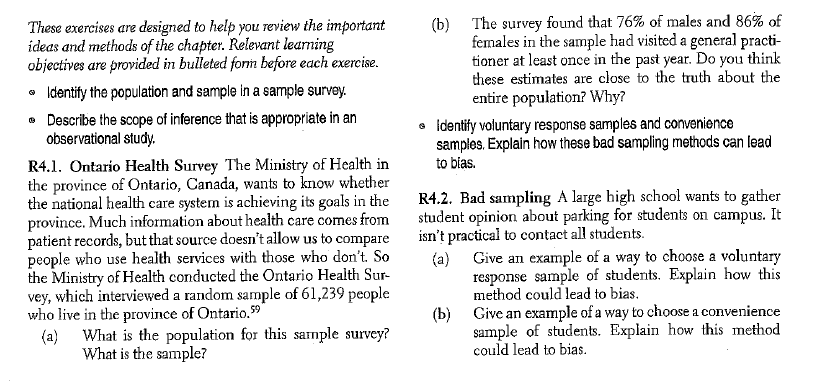 These exercises are designed to help you review the important
ideas and methods of the chapter. Relevant learning
objectives are provided in bulleted form before each exercise.
• Identify the population and sample in a sample survey.
• Describe the scope of inference that is appropriate in an
observational study.
R4.1. Ontario Health Survey The Ministry of Health in
the province of Ontario, Canada, wants to know whether
the national health care system is achieving its goals in the
province. Much information about health care comes from
patient records, but that source doesn't allow us to compare
people who use health services with those who don't. So
the Ministry of Health conducted the Ontario Health Sur-
vey, which interviewed a random sample of 61,239 people
who live in the province of Ontario.59
(a) What is the population for this sample survey?
What is the sample?
(b) The survey found that 76% of males and 86% of
females in the sample had visited a general practi-
tioner at least once in the past year. Do you think
these estimates are close to the truth about the
entire population? Why?
• Identify voluntary response samples and convenience
samples. Explain how these bad sampling methods can lead
to bias.
R4.2. Bad sampling A large high school wants to gather
student opinion about parking for students on campus. It
isn't practical to contact all students.
(a) Give an example of a way to choose a voluntary
response sample of students. Explain how this
method could lead to bias.
(b) Give an example of a way to choose a convenience
sample of students. Explain how this method
could lead to bias.